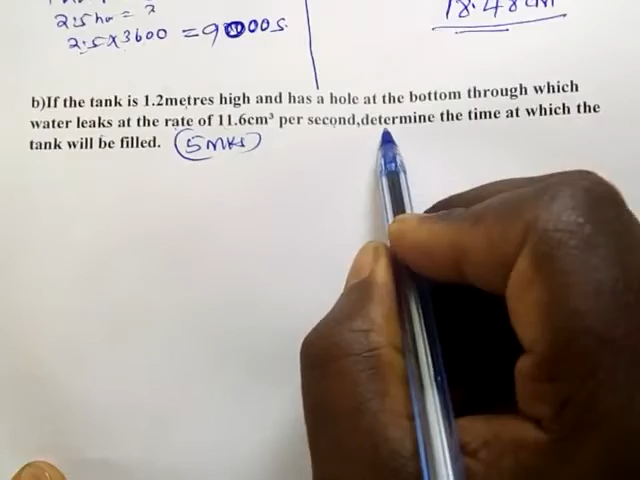 2.5hr = ?
18.48cm
2.5x3600 = 9000s
b)If the tank is 1.2metres high and has a hole at the bottom through which
water leaks at the rate of 11.6cm³ per second,determine the time at which the
tank will be filled. (5mks)